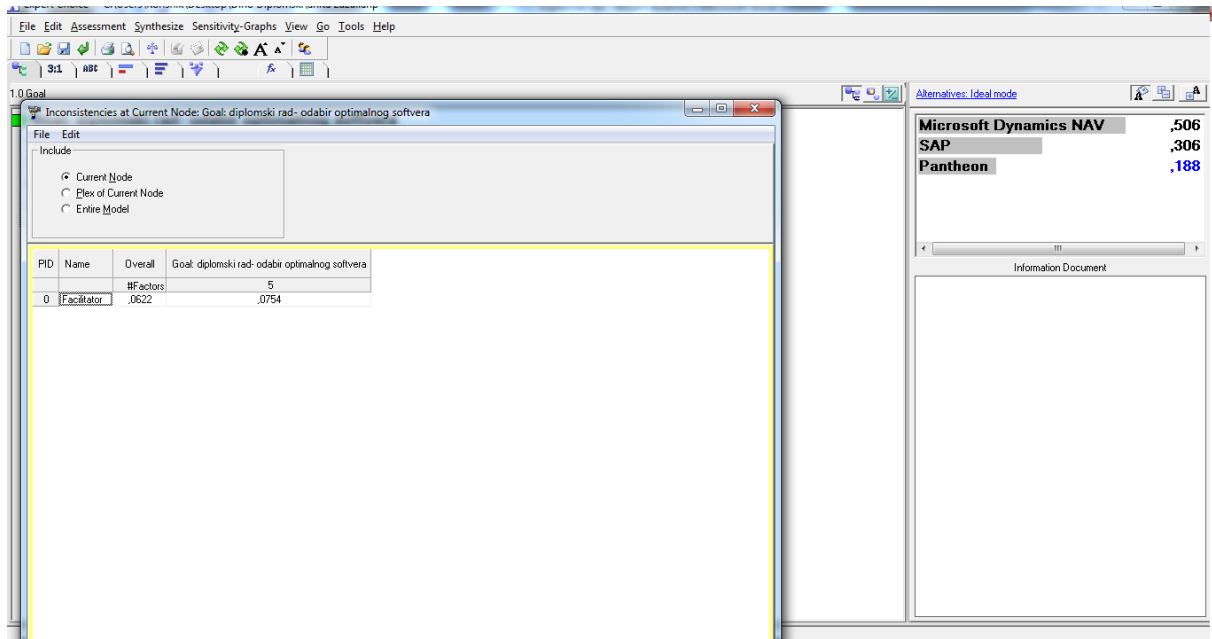 File Edit Assessment Synthesize Sensitivity-Graphs View Go Tools Help
3:1 ABC fx
1.0 Goal
Alternatives: Ideal mode
Inconsistencies at Current Node: Goal: diplomski rad- odabir optimalnog softvera
File Edit
Include
Current Node
Plex of Current Node
Entire Model
PID Name Overall Goal: diplomski rad- odabir optimalnog softvera
#Factors 5
0 Facilitator ,0622 ,0754
Microsoft Dynamics NAV ,506
SAP ,306
Pantheon ,188
Information Document